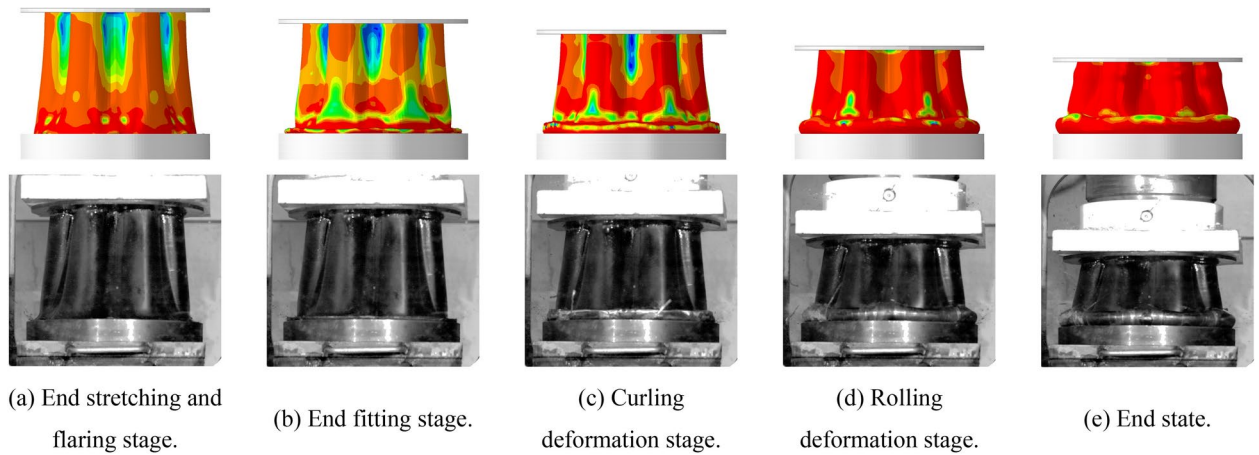 (a) End stretching and
flaring stage.
(b) End fitting stage.
(c) Curling
deformation stage.
(d) Rolling
deformation stage.
(e) End state.